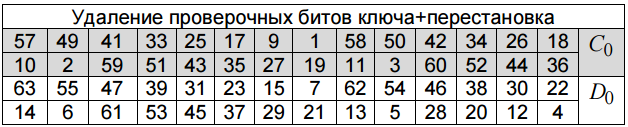 Удаление проверочных битов ключа+перестановка
57 49 41 33 25 17 9 1 58 50 42 34 26 18 C0
10 2 59 51 43 35 27 19 11 3 60 52 44 36
63 55 47 39 31 23 15 7 62 54 46 38 30 22 D0
14 6 61 53 45 37 29 21 13 5 28 20 12 4